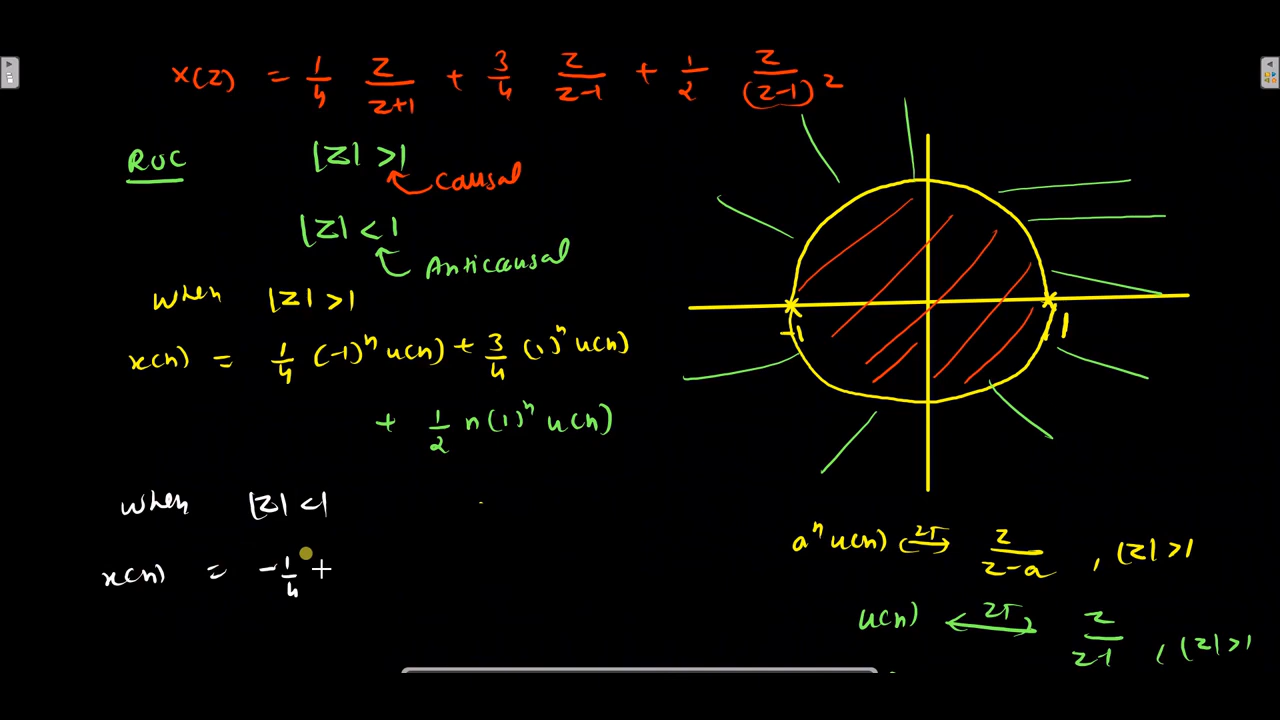 x(z) = 1/4 z/z+1 + 3/4 z/z-1 + 1/2 z/(z-1)²
ROC |z| >1
causal
|z| < 1
Anticausal
when |z| >1
x(n) = 1/4 (-1)ⁿ u(n) + 3/4 (1)ⁿ u(n)
+ 1/2 n(1)ⁿ u(n)
when |z| <1
x(n) = -1/4
-1
1
aⁿ u(n) ⟷ ZT z/z-a , |z| >1
u(n) ⟷ ZT z/z-1 , |z| >1